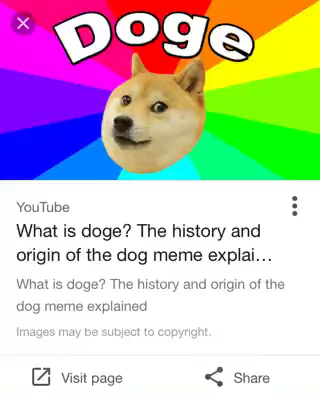 Doge
YouTube
What is doge? The history and
origin of the dog meme explai...
What is doge? The history and origin of the
dog meme explained
Images may be subject to copyright.
Visit page
Share